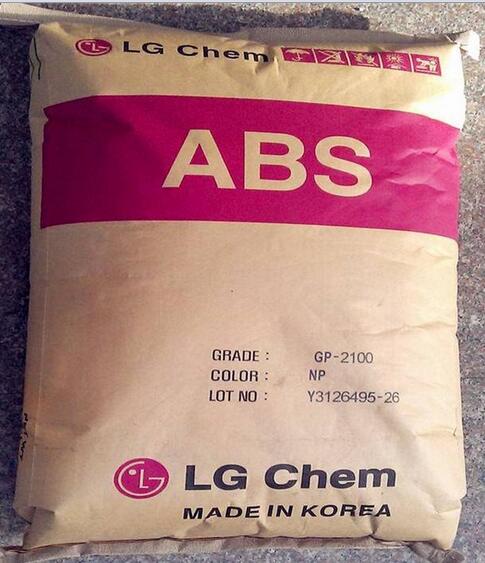 LG Chem
ABS
GRADE : GP-2100
COLOR : NP
LOT NO : Y3126495-26
LG Chem
MADE IN KOREA